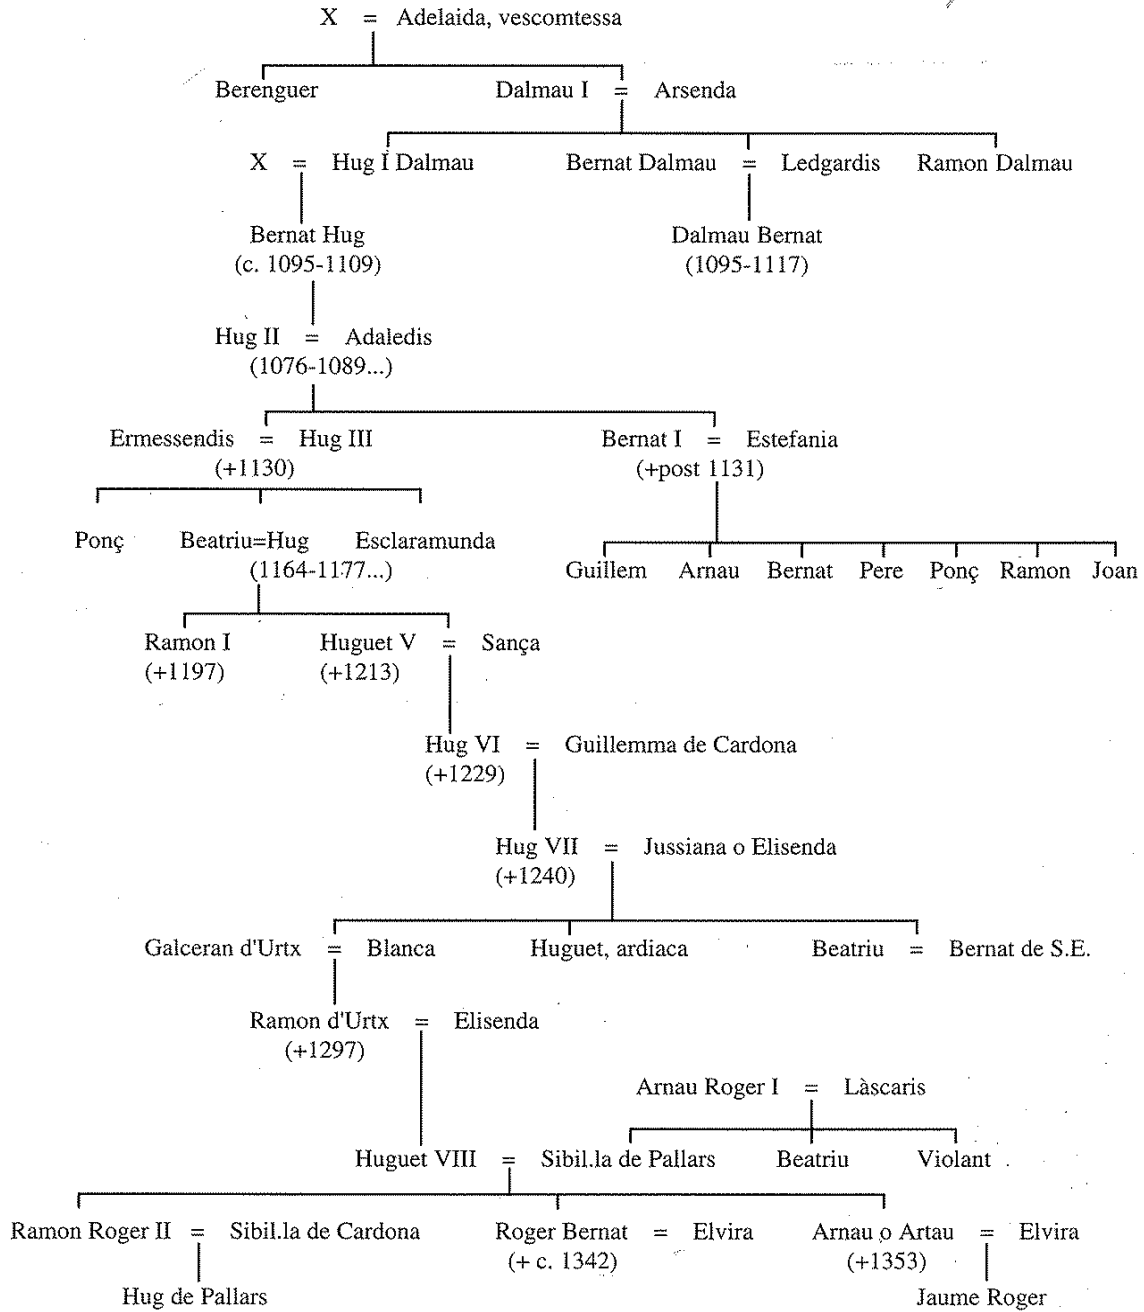 X = Adelaida, vescomtessa
Berenguer Dalmau I = Arsenda
X = Hug I Dalmau Bernat Dalmau = Ledgardis Ramon Dalmau
Bernat Hug Dalmau Bernat
(c. 1095-1109) (1095-1117)
Hug II = Adaledis
(1076-1089...)
Ermessendis = Hug III Bernat I = Estefania
(+1130) (+post 1131)
Ponç Beatriu=Hug Esclaramunda
(1164-1177...) Guillem Arnau Bernat Pere Ponç Ramon Joan
Ramon I Huguet V = Sança
(+1197) (+1213)
Hug VI = Guillemma de Cardona
(+1229)
Hug VII = Jussiana o Elisenda
(+1240)
Galceran d'Urtx = Blanca Huguet, ardiaca Beatriu = Bernat de S.E.
Ramon d'Urtx = Elisenda
(+1297)
Arnau Roger I = Làscaris
Huguet VIII = Sibil.la de Pallars Beatriu Violant
Ramon Roger II = Sibil.la de Cardona Roger Bernat = Elvira Arnau o Artau = Elvira
(+ c. 1342) (+1353)
Hug de Pallars Jaume Roger